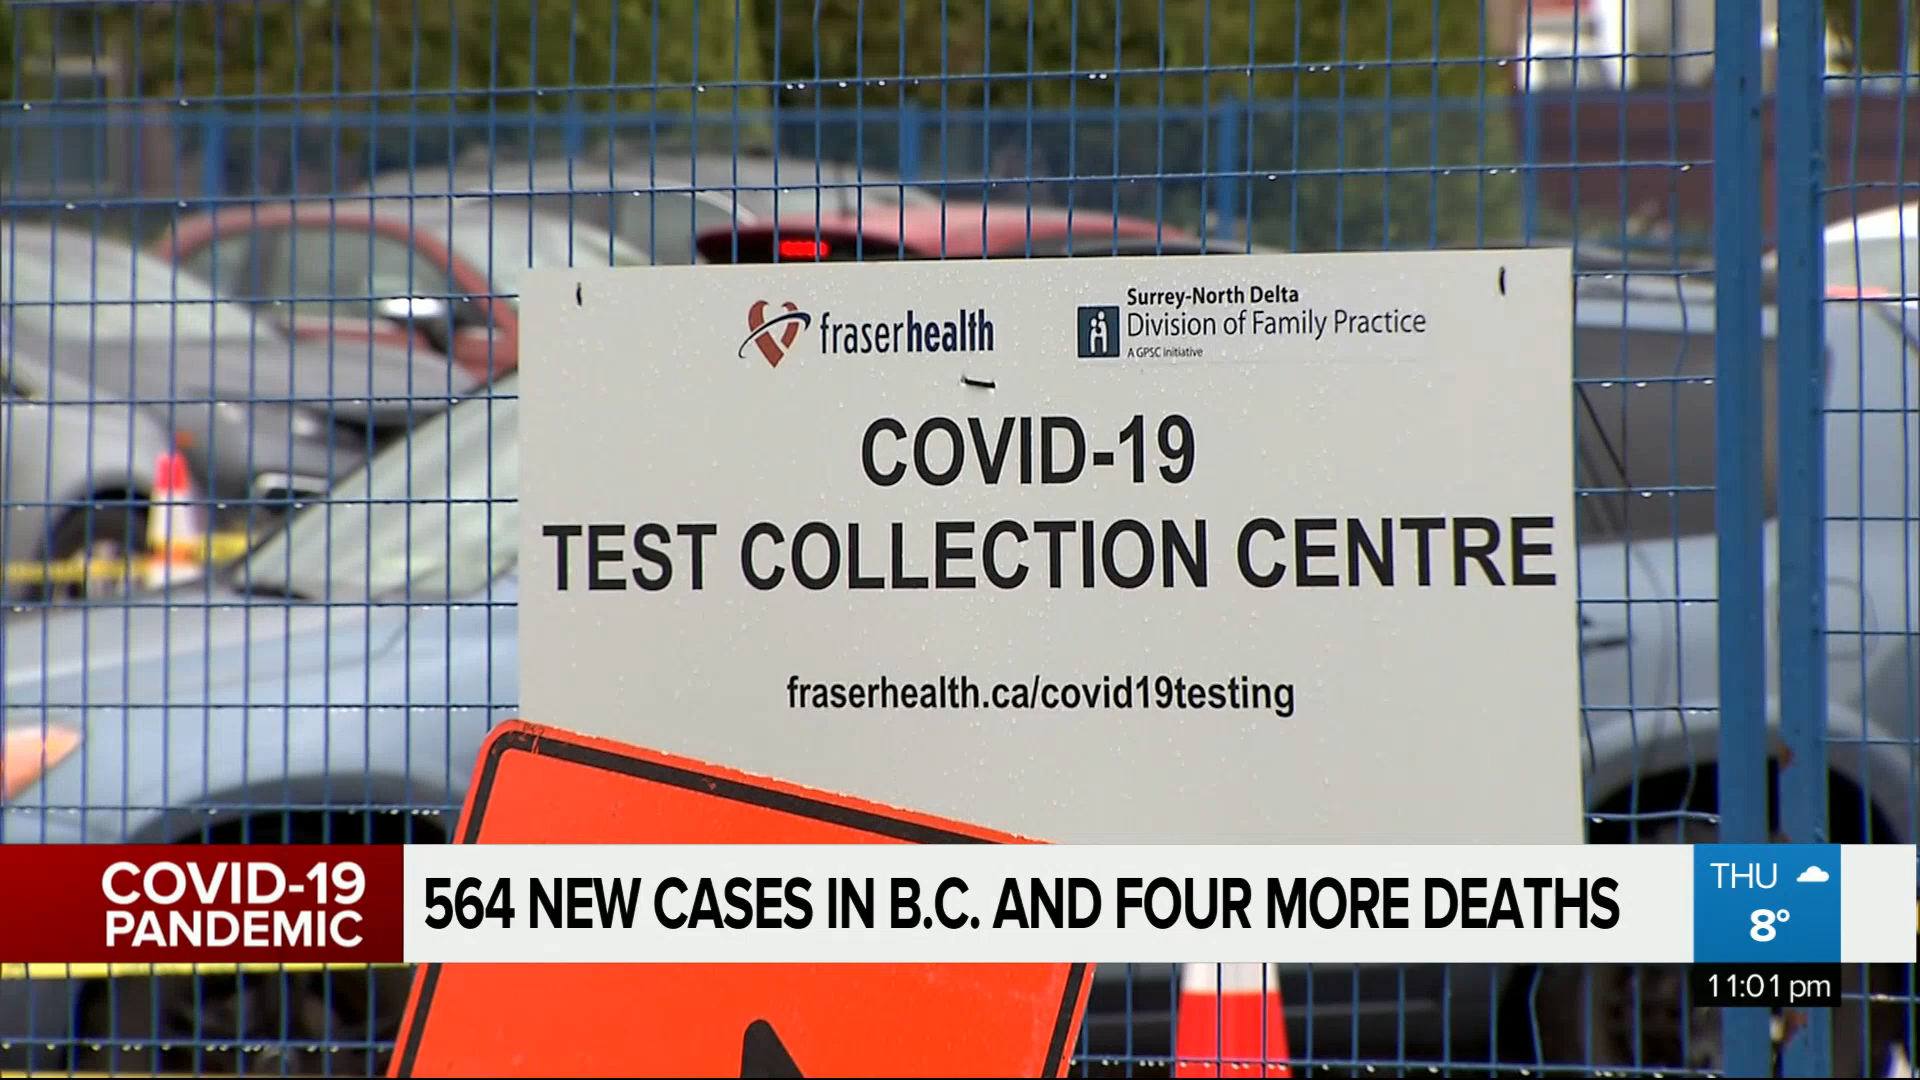 fraserhealth
Surrey-North Delta
Division of Family Practice
A GPSC initiative
COVID-19
TEST COLLECTION CENTRE
fraserhealth.ca/covid19testing
COVID-19
PANDEMIC
564 NEW CASES IN B.C. AND FOUR MORE DEATHS
THU
8°
11:01 pm